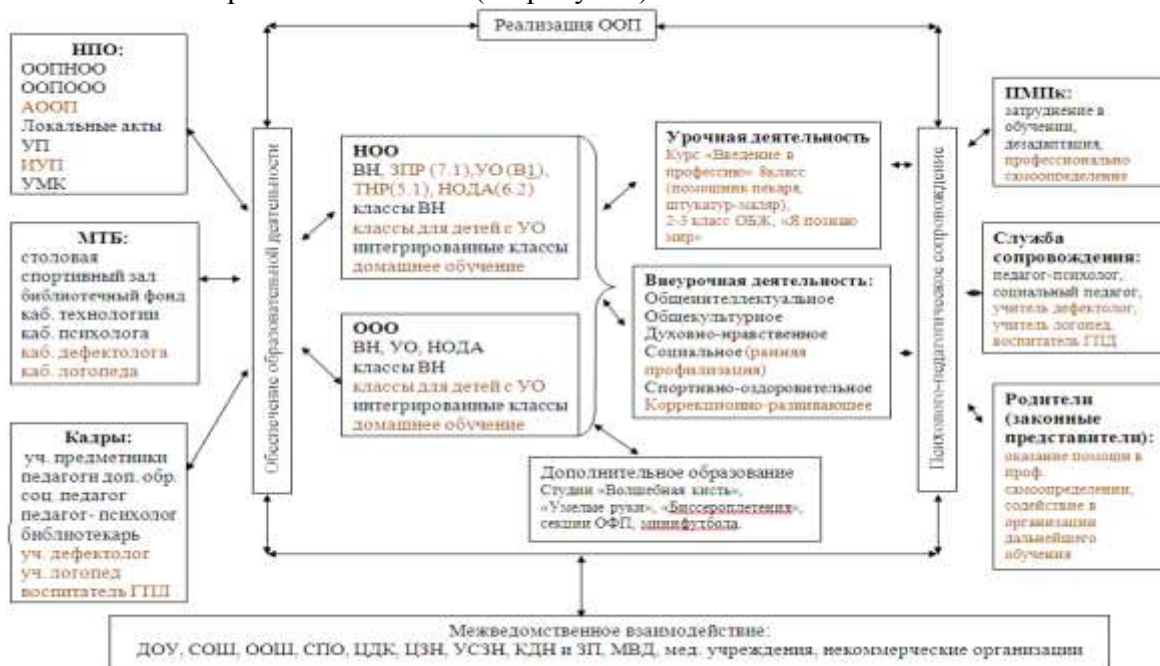 Реализация ООП
НПО:
ООПНОО
ООПООО
АООП
Локальные акты
УП
ИУП
УМК
МТБ:
столовая
спортивный зал
библиотечный фонд
каб. технологии
каб. психолога
каб. дефектолога
каб. логопеда
Кадры:
уч. предметники
педагоги доп. обр.
соц. педагог
педагог- психолог
библиотекарь
уч. дефектолог
уч. логопед
воспитатель ГПД
Обеспечение образовательной деятельности
НОО
ВН, ЗПР (7.1),УО (В1),
ТНР(5.1), НОДА(6.2)
классы ВН
классы для детей с УО
интегрированные классы
домашнее обучение
ООО
ВН, УО, НОДА
классы ВН
классы для детей с УО
интегрированные классы
домашнее обучение
Урочная деятельность
Курс «Введение в
профессию» 8класс
(помощник пекаря,
штукатур-маляр),
2-3 класс ОБЖ, «Я познаю
мир»
Внеурочная деятельность:
Общеинтеллектуальное
Общекультурное
Духовно-нравственное
Социальное (ранняя
профилизация)
Спортивно-оздоровительное
Коррекционно-развивающее
Дополнительное образование
Студии «Волшебная кисть»,
«Умелые руки», «Биссероплетения»,
секции ОФП, минифутбола.
Психолого-педагогическое сопровождение
ПМПк:
затруднение в
обучении,
дезадаптация,
профессионально
самоопределение
Служба
сопровождения:
педагог-психолог,
социальный педагог,
учитель дефектолог,
учитель логопед,
воспитатель ГПД
Родители
(законные
представители):
оказание помощи в
проф.
самоопределении,
содействие в
организации
дальнейшего
обучения
Межведомственное взаимодействие:
ДОУ, СОШ, ООШ, СПО, ЦДК, ЦЗН, УСЗН, КДН и ЗП, МВД, мед. учреждения, некоммерческие организации